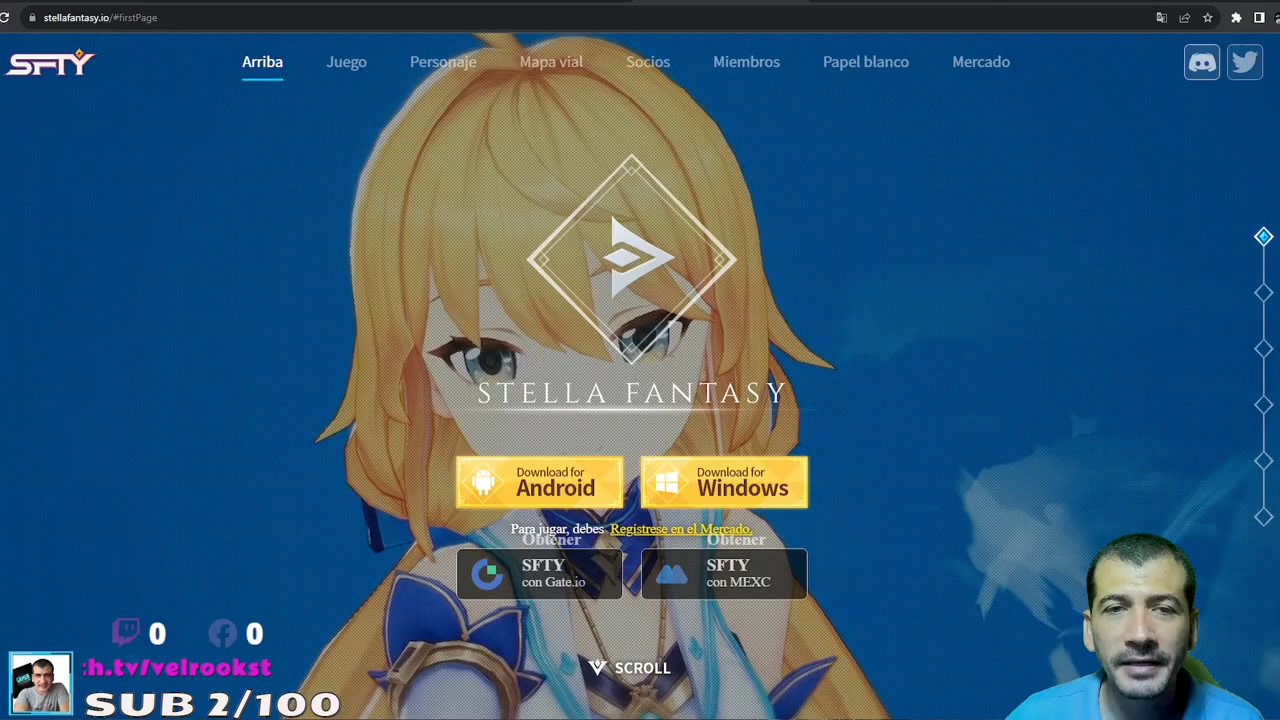 stellafantasy.io/#firstPage
SFTY
Arriba
Juego
Personaje
Mapa vial
Socios
Miembros
Papel blanco
Mercado
STELLA FANTASY
Download for
Android
Download for
Windows
Para jugar, debes Regístrese en el Mercado.
Obtener
SFTY
con Gate.io
Obtener
SFTY
con MEXC
SCROLL
0
0
h.tv/velrookst
SUB 2/100